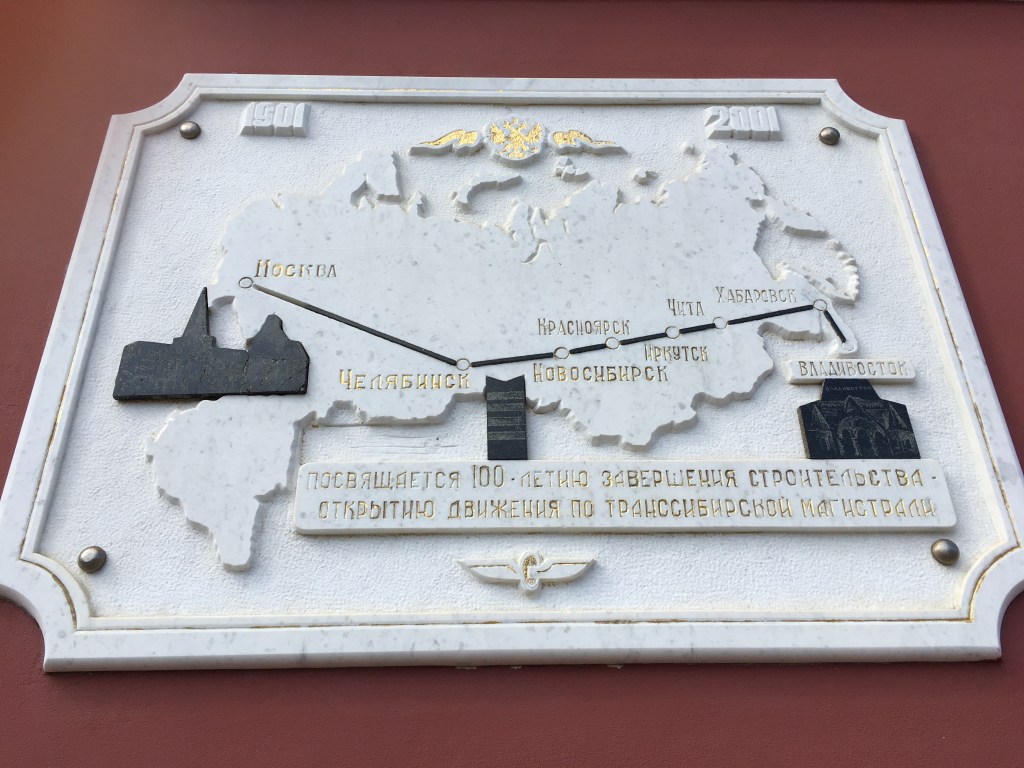 1901
2001
МОСКВА
ЧИТА
ХАБАРОВСК
КРАСНОЯРСК
ИРКУТСК
ЧЕЛЯБИНСК
НОВОСИБИРСК
ВЛАДИВОСТОК
ПОСВЯЩАЕТСЯ 100-ЛЕТИЮ ЗАВЕРШЕНИЯ СТРОИТЕЛЬСТВА -
ОТКРЫТИЮ ДВИЖЕНИЯ ПО ТРАНССИБИРСКОЙ МАГИСТРАЛИ